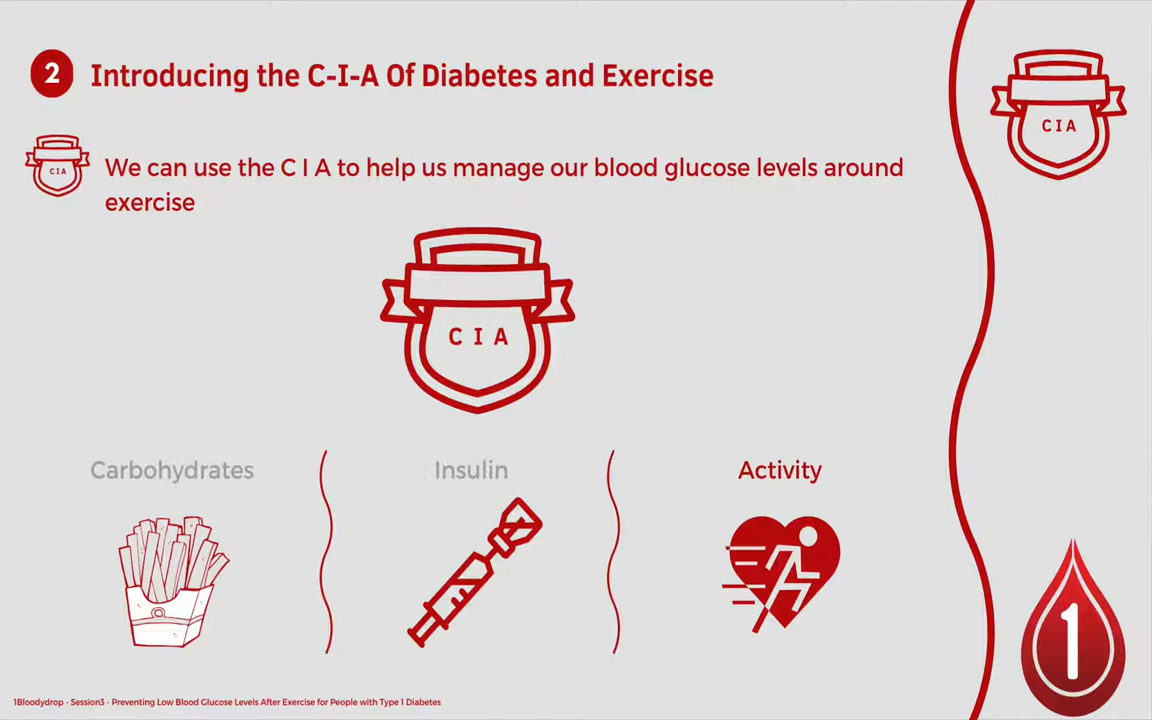 2 Introducing the C-I-A Of Diabetes and Exercise
CIA
CIA
We can use the C I A to help us manage our blood glucose levels around
exercise
C I A
Carbohydrates
Insulin
Activity
1
1Bloodydrop - Session3 - Preventing Low Blood Glucose Levels After Exercise for People with Type 1 Diabetes